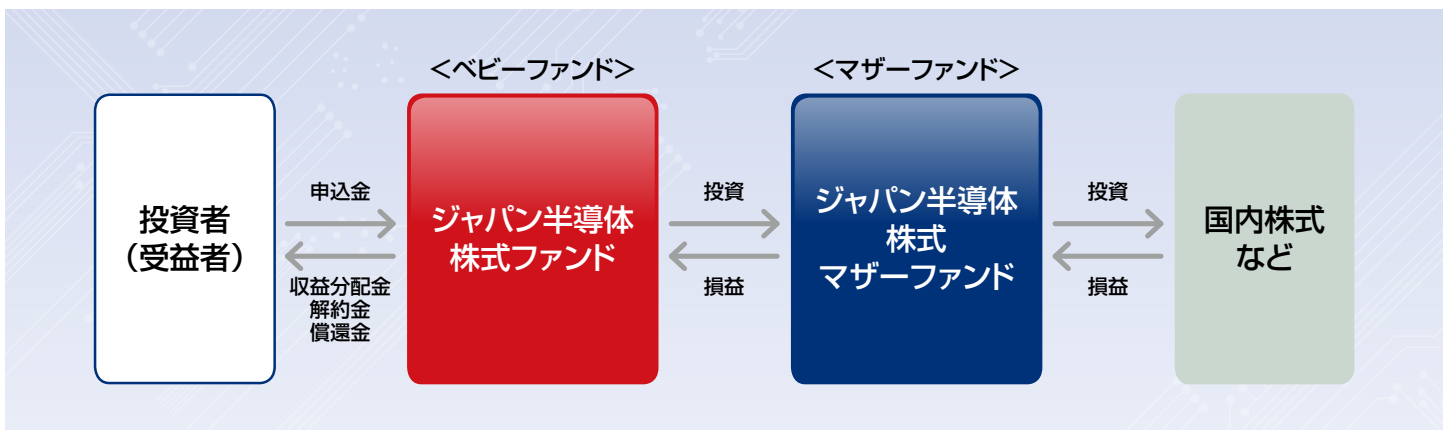 ＜ベビーファンド＞
＜マザーファンド＞
投資者
（受益者）
申込金
収益分配金
解約金
償還金
ジャパン半導体
株式ファンド
投資
損益
ジャパン半導体
株式
マザーファンド
投資
損益
国内株式
など